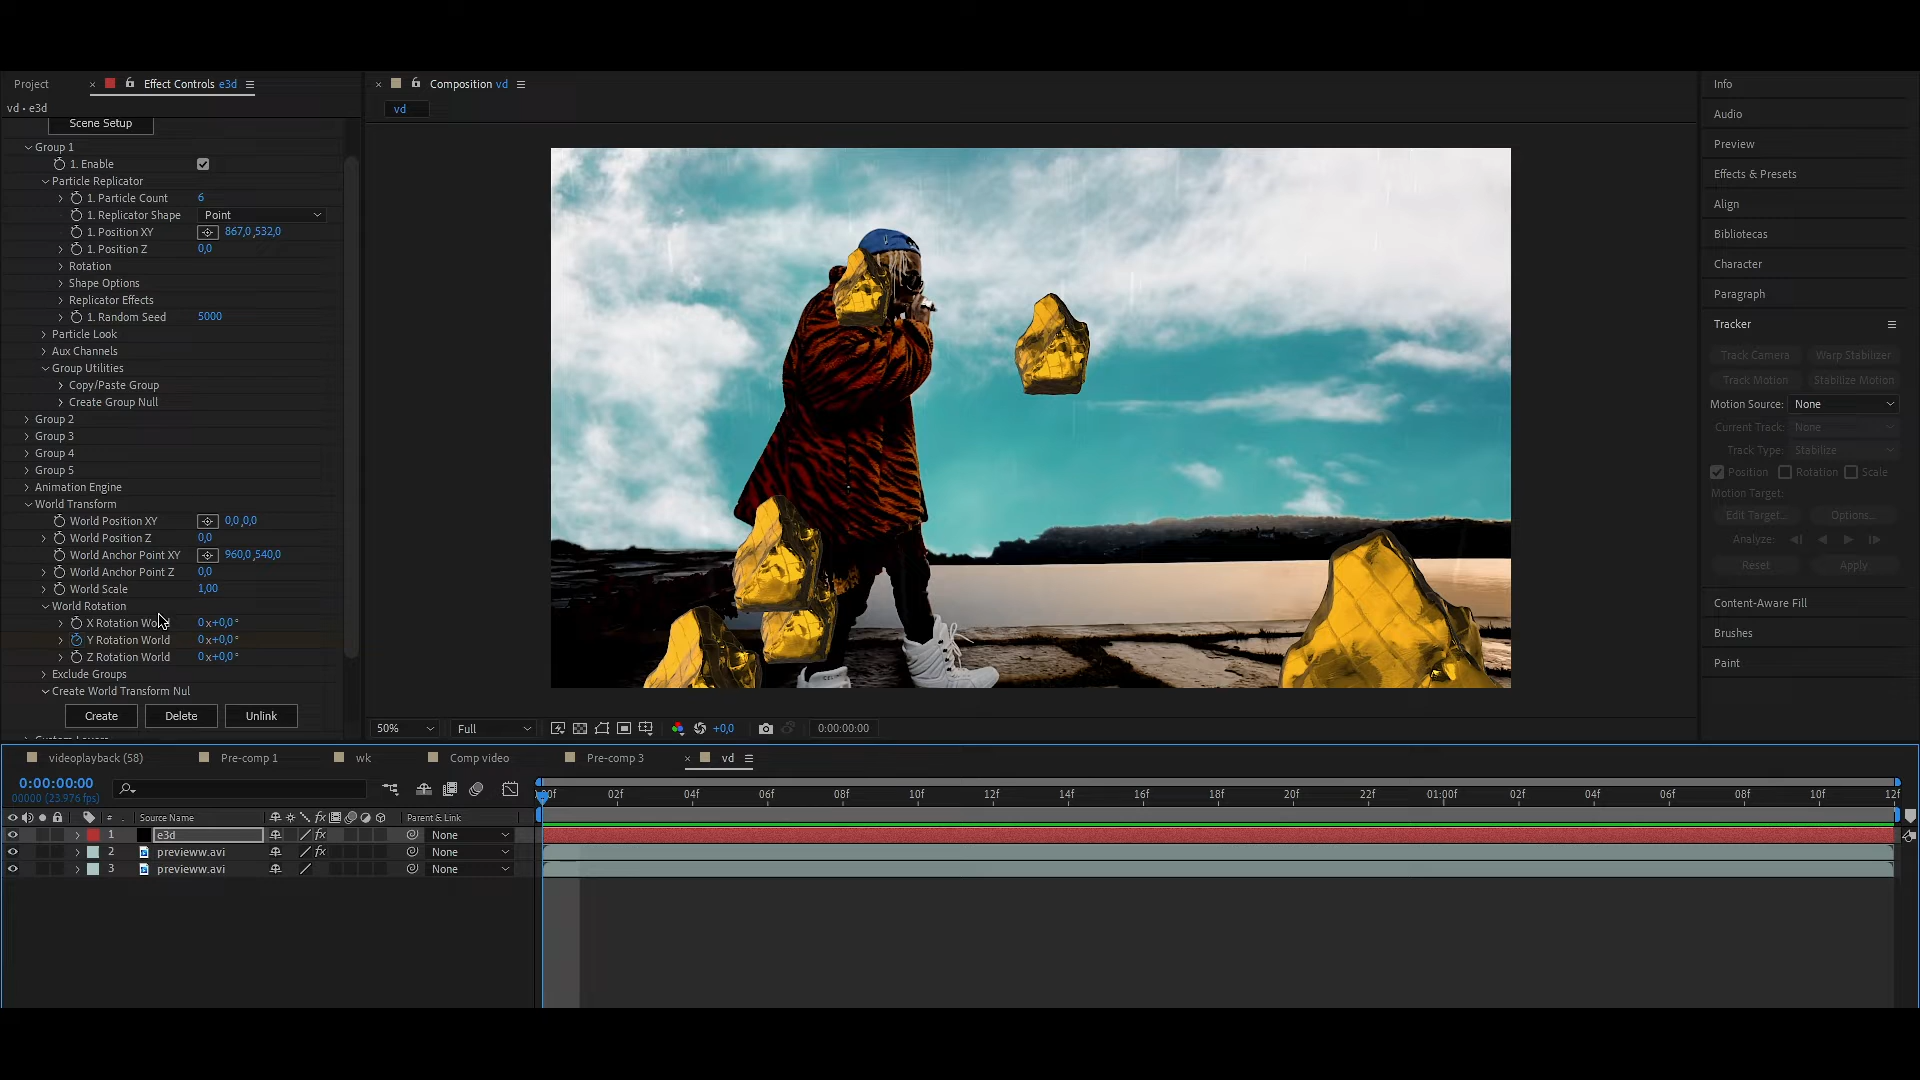 Project
Effect Controls e3d
vd • e3d
Scene Setup
Group 1
1. Enable
Particle Replicator
1. Particle Count 6
1. Replicator Shape Point
1. Position XY 867,0 ,532,0
1. Position Z 0,0
Rotation
Shape Options
Replicator Effects
1. Random Seed 5000
Particle Look
Aux Channels
Group Utilities
Copy/Paste Group
Create Group Null
Group 2
Group 3
Group 4
Group 5
Animation Engine
World Transform
World Position XY 0,0 ,0,0
World Position Z 0,0
World Anchor Point XY 960,0 ,540,0
World Anchor Point Z 0,0
World Scale 1,00
World Rotation
X Rotation World 0 x+0,0 °
Y Rotation World 0 x+0,0 °
Z Rotation World 0 x+0,0 °
Exclude Groups
Create World Transform Nul
Create Delete Unlink
Composition vd
vd
50% Full +0,0 0:00:00:00
Info
Audio
Preview
Effects & Presets
Align
Bibliotecas
Character
Paragraph
Tracker
Track Camera Warp Stabilizer
Track Motion Stabilize Motion
Motion Source: None
Current Track: None
Track Type: Stabilize
Position Rotation Scale
Motion Target:
Edit Target... Options...
Analyze:
Reset Apply
Content-Aware Fill
Brushes
Paint
videoplayback (58) Pre-comp 1 wk Comp video Pre-comp 3 vd
0:00:00:00
00000 (23.976 fps)
:00f 02f 04f 06f 08f 10f 12f 14f 16f 18f 20f 22f 01:00f 02f 04f 06f 08f 10f 12f
# Source Name Parent & Link
1 e3d None
2 previeww.avi None
3 previeww.avi None